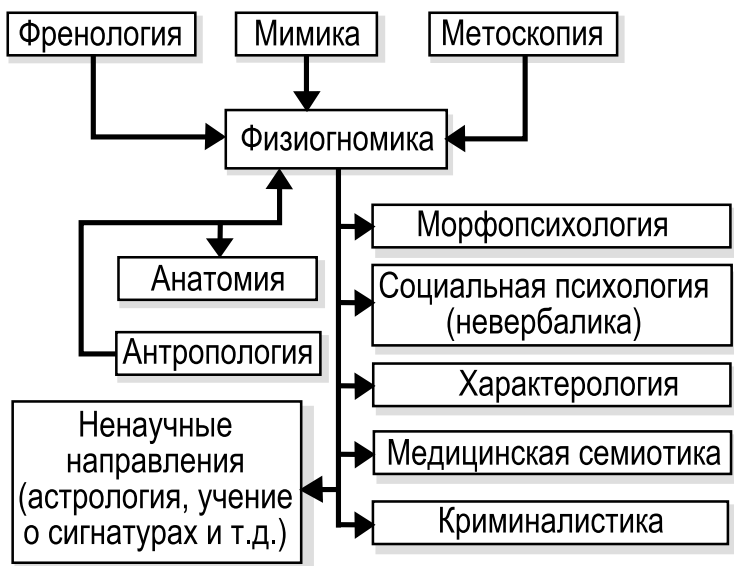 Френология
Мимика
Метоскопия
Физиогномика
Морфопсихология
Анатомия
Социальная психология
(невербалика)
Антропология
Характерология
Ненаучные
направления
(астрология, учение
о сигнатурах и т.д.)
Медицинская семиотика
Криминалистика